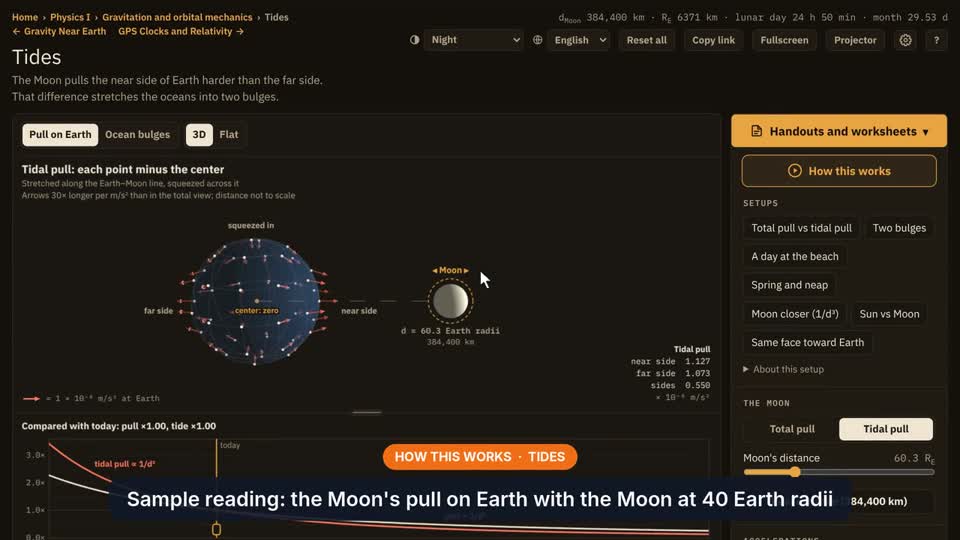 Home › Physics I › Gravitation and orbital mechanics › Tides
← Gravity Near Earth GPS Clocks and Relativity →
d_Moon 384,400 km · R_E 6371 km · lunar day 24 h 50 min · month 29.53 d
Night English Reset all Copy link Fullscreen Projector ?
Tides
The Moon pulls the near side of Earth harder than the far side.
That difference stretches the oceans into two bulges.
Pull on Earth Ocean bulges 3D Flat
Tidal pull: each point minus the center
Stretched along the Earth–Moon line, squeezed across it
Arrows 30× longer per m/s² than in the total view; distance not to scale
squeezed in
◂ Moon ▸
far side
center: zero
near side
d = 60.3 Earth radii
384,400 km
Tidal pull
near side 1.127
far side 1.073
sides 0.550
× 10⁻⁶ m/s²
= 1 × 10⁻⁶ m/s² at Earth
Compared with today: pull ×1.00, tide ×1.00
today
3.0×
tidal pull ∝ 1/d³
2.0×
1.0×
0.0×
HOW THIS WORKS · TIDES
Sample reading: the Moon's pull on Earth with the Moon at 40 Earth radii
Handouts and worksheets ▾
How this works
SETUPS
Total pull vs tidal pull Two bulges
A day at the beach
Spring and neap
Moon closer (1/d³) Sun vs Moon
Same face toward Earth
▸ About this setup
THE MOON
Total pull Tidal pull
Moon's distance 60.3 R_E
384,400 km)